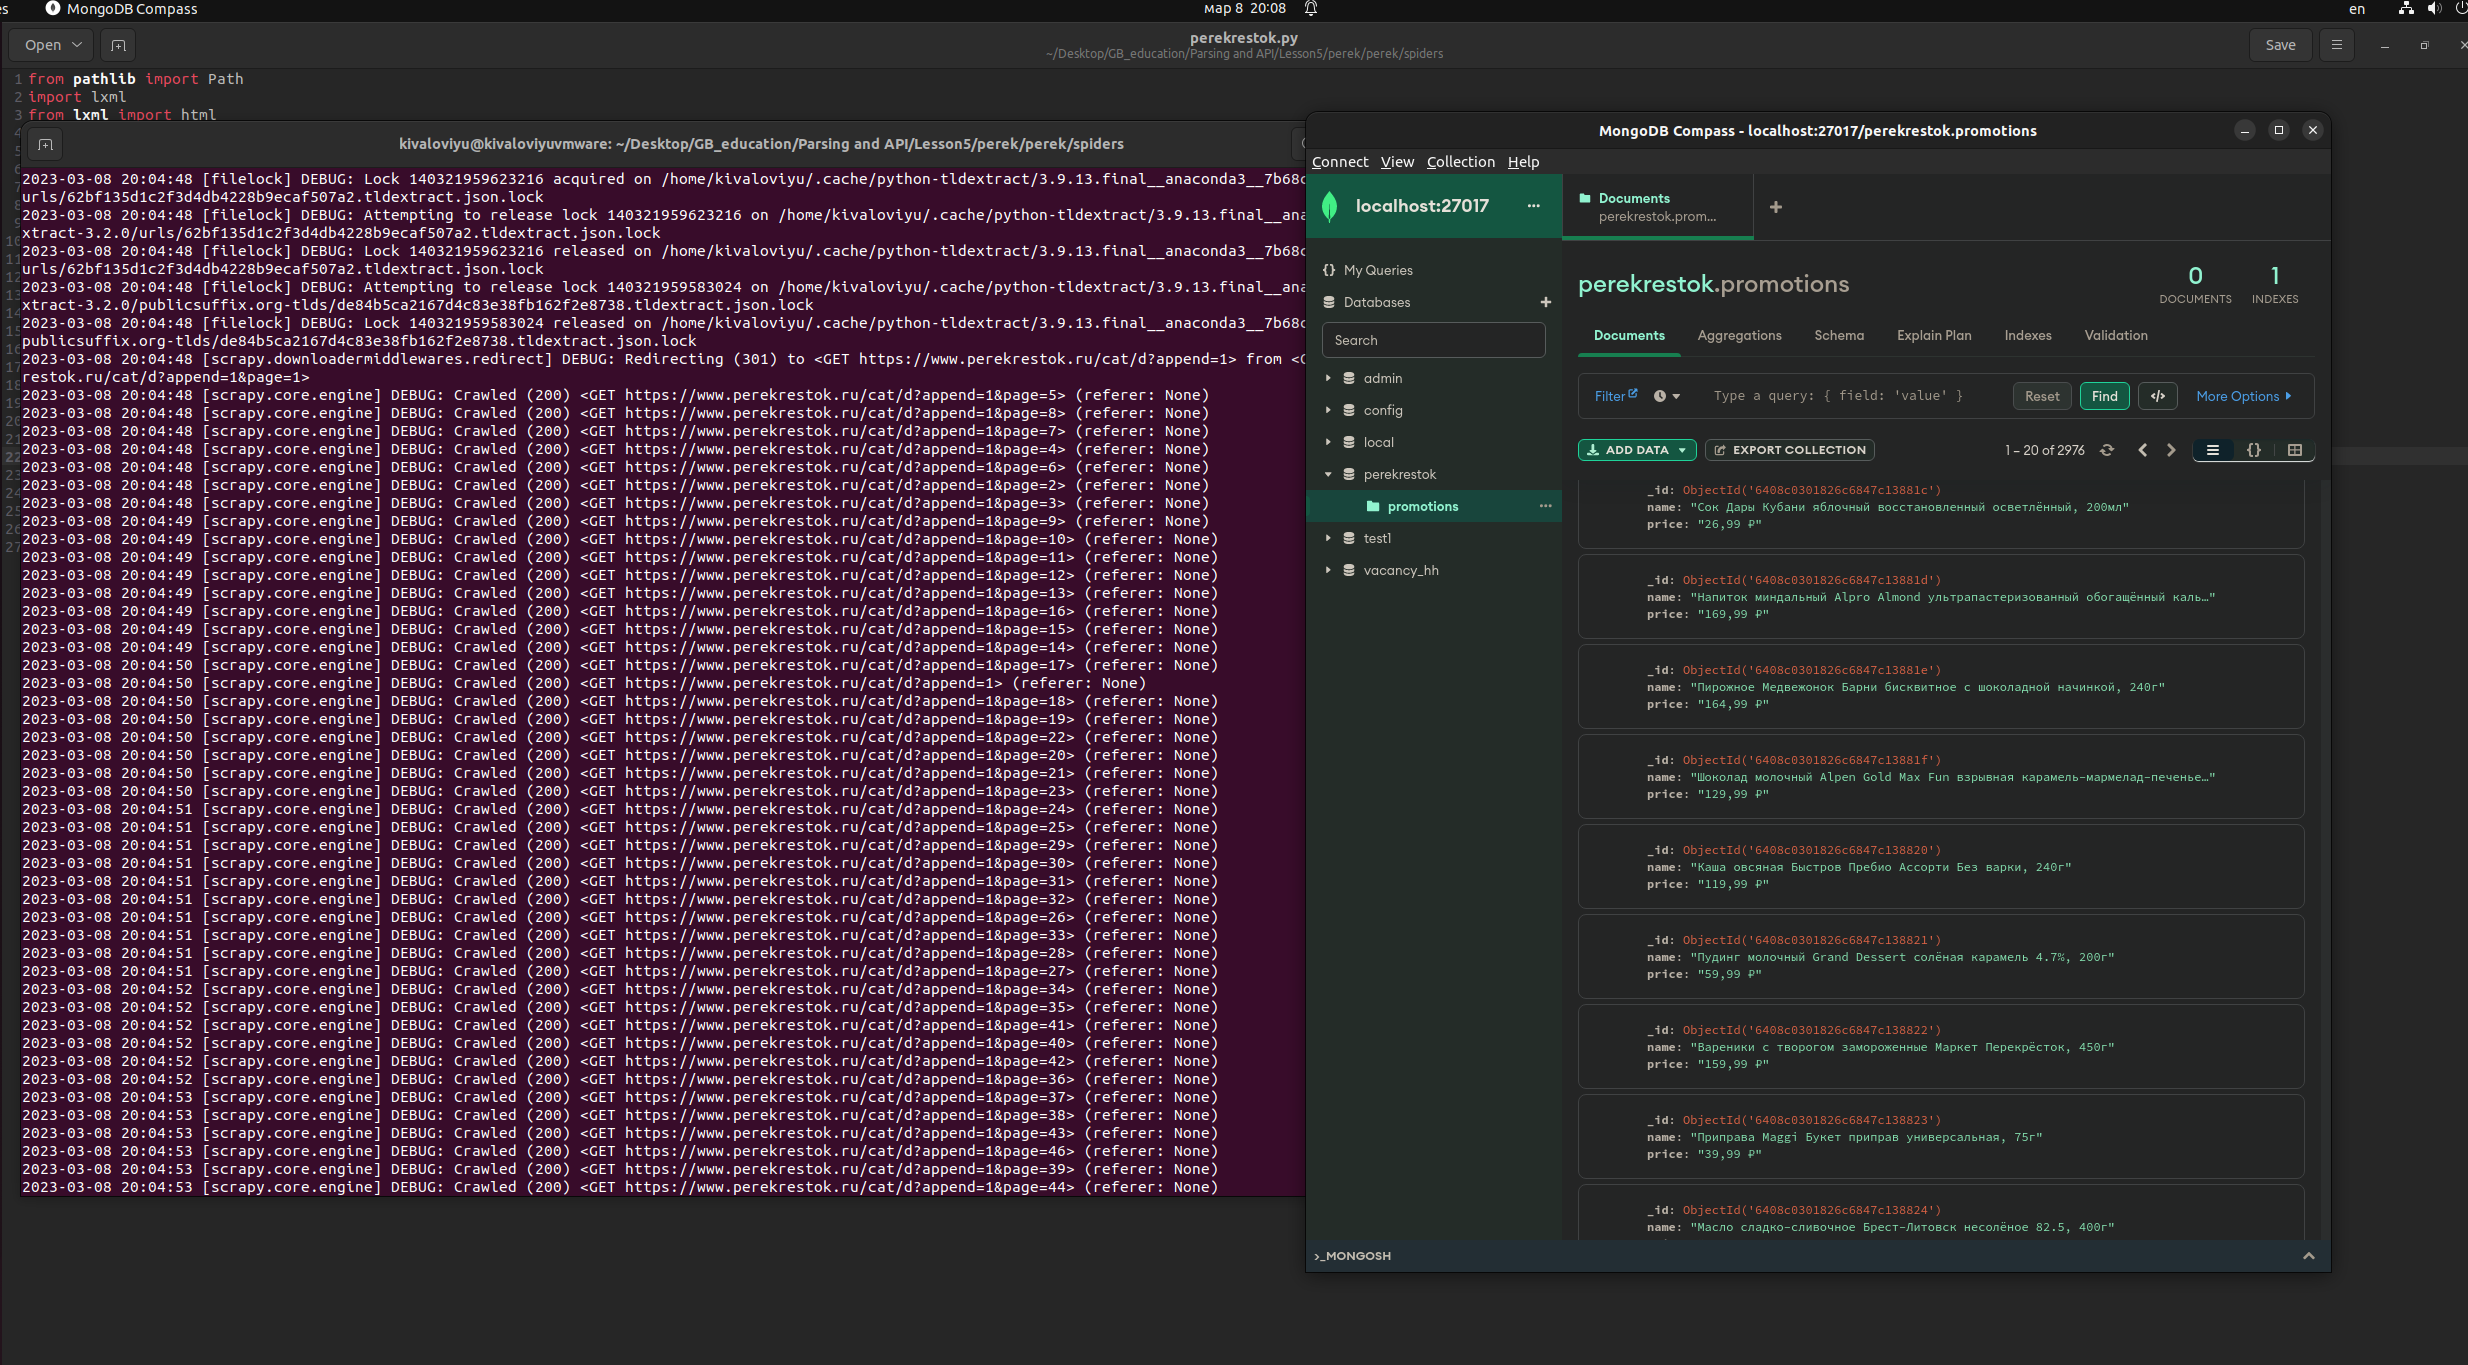 es
MongoDB Compass
мар 8 20:08
en
Open
perekrestok.py
~/Desktop/GB_education/Parsing and API/Lesson5/perek/perek/spiders
Save
1 from pathlib import Path
2 import lxml
3 from lxml import html
kivaloviyu@kivaloviyuvmware: ~/Desktop/GB_education/Parsing and API/Lesson5/perek/perek/spiders
2023-03-08 20:04:48 [filelock] DEBUG: Lock 140321959623216 acquired on /home/kivaloviyu/.cache/python-tldextract/3.9.13.final__anaconda3__7b68c
urls/62bf135d1c2f3d4db4228b9ecaf507a2.tldextract.json.lock
2023-03-08 20:04:48 [filelock] DEBUG: Attempting to release lock 140321959623216 on /home/kivaloviyu/.cache/python-tldextract/3.9.13.final__ana
xtract-3.2.0/urls/62bf135d1c2f3d4db4228b9ecaf507a2.tldextract.json.lock
2023-03-08 20:04:48 [filelock] DEBUG: Lock 140321959623216 released on /home/kivaloviyu/.cache/python-tldextract/3.9.13.final__anaconda3__7b68c
urls/62bf135d1c2f3d4db4228b9ecaf507a2.tldextract.json.lock
2023-03-08 20:04:48 [filelock] DEBUG: Attempting to release lock 140321959583024 on /home/kivaloviyu/.cache/python-tldextract/3.9.13.final__ana
xtract-3.2.0/publicsuffix.org-tlds/de84b5ca2167d4c83e38fb162f2e8738.tldextract.json.lock
2023-03-08 20:04:48 [filelock] DEBUG: Lock 140321959583024 released on /home/kivaloviyu/.cache/python-tldextract/3.9.13.final__anaconda3__7b68c
publicsuffix.org-tlds/de84b5ca2167d4c83e38fb162f2e8738.tldextract.json.lock
2023-03-08 20:04:48 [scrapy.downloadermiddlewares.redirect] DEBUG: Redirecting (301) to <GET https://www.perekrestok.ru/cat/d?append=1> from <G
restok.ru/cat/d?append=1&page=1>
2023-03-08 20:04:48 [scrapy.core.engine] DEBUG: Crawled (200) <GET https://www.perekrestok.ru/cat/d?append=1&page=5> (referer: None)
2023-03-08 20:04:48 [scrapy.core.engine] DEBUG: Crawled (200) <GET https://www.perekrestok.ru/cat/d?append=1&page=8> (referer: None)
2023-03-08 20:04:48 [scrapy.core.engine] DEBUG: Crawled (200) <GET https://www.perekrestok.ru/cat/d?append=1&page=7> (referer: None)
2023-03-08 20:04:48 [scrapy.core.engine] DEBUG: Crawled (200) <GET https://www.perekrestok.ru/cat/d?append=1&page=4> (referer: None)
2023-03-08 20:04:48 [scrapy.core.engine] DEBUG: Crawled (200) <GET https://www.perekrestok.ru/cat/d?append=1&page=6> (referer: None)
2023-03-08 20:04:48 [scrapy.core.engine] DEBUG: Crawled (200) <GET https://www.perekrestok.ru/cat/d?append=1&page=2> (referer: None)
2023-03-08 20:04:48 [scrapy.core.engine] DEBUG: Crawled (200) <GET https://www.perekrestok.ru/cat/d?append=1&page=3> (referer: None)
2023-03-08 20:04:49 [scrapy.core.engine] DEBUG: Crawled (200) <GET https://www.perekrestok.ru/cat/d?append=1&page=9> (referer: None)
2023-03-08 20:04:49 [scrapy.core.engine] DEBUG: Crawled (200) <GET https://www.perekrestok.ru/cat/d?append=1&page=10> (referer: None)
2023-03-08 20:04:49 [scrapy.core.engine] DEBUG: Crawled (200) <GET https://www.perekrestok.ru/cat/d?append=1&page=11> (referer: None)
2023-03-08 20:04:49 [scrapy.core.engine] DEBUG: Crawled (200) <GET https://www.perekrestok.ru/cat/d?append=1&page=12> (referer: None)
2023-03-08 20:04:49 [scrapy.core.engine] DEBUG: Crawled (200) <GET https://www.perekrestok.ru/cat/d?append=1&page=13> (referer: None)
2023-03-08 20:04:49 [scrapy.core.engine] DEBUG: Crawled (200) <GET https://www.perekrestok.ru/cat/d?append=1&page=16> (referer: None)
2023-03-08 20:04:49 [scrapy.core.engine] DEBUG: Crawled (200) <GET https://www.perekrestok.ru/cat/d?append=1&page=15> (referer: None)
2023-03-08 20:04:49 [scrapy.core.engine] DEBUG: Crawled (200) <GET https://www.perekrestok.ru/cat/d?append=1&page=14> (referer: None)
2023-03-08 20:04:50 [scrapy.core.engine] DEBUG: Crawled (200) <GET https://www.perekrestok.ru/cat/d?append=1&page=17> (referer: None)
2023-03-08 20:04:50 [scrapy.core.engine] DEBUG: Crawled (200) <GET https://www.perekrestok.ru/cat/d?append=1> (referer: None)
2023-03-08 20:04:50 [scrapy.core.engine] DEBUG: Crawled (200) <GET https://www.perekrestok.ru/cat/d?append=1&page=18> (referer: None)
2023-03-08 20:04:50 [scrapy.core.engine] DEBUG: Crawled (200) <GET https://www.perekrestok.ru/cat/d?append=1&page=19> (referer: None)
2023-03-08 20:04:50 [scrapy.core.engine] DEBUG: Crawled (200) <GET https://www.perekrestok.ru/cat/d?append=1&page=22> (referer: None)
2023-03-08 20:04:50 [scrapy.core.engine] DEBUG: Crawled (200) <GET https://www.perekrestok.ru/cat/d?append=1&page=20> (referer: None)
2023-03-08 20:04:50 [scrapy.core.engine] DEBUG: Crawled (200) <GET https://www.perekrestok.ru/cat/d?append=1&page=21> (referer: None)
2023-03-08 20:04:50 [scrapy.core.engine] DEBUG: Crawled (200) <GET https://www.perekrestok.ru/cat/d?append=1&page=23> (referer: None)
2023-03-08 20:04:51 [scrapy.core.engine] DEBUG: Crawled (200) <GET https://www.perekrestok.ru/cat/d?append=1&page=24> (referer: None)
2023-03-08 20:04:51 [scrapy.core.engine] DEBUG: Crawled (200) <GET https://www.perekrestok.ru/cat/d?append=1&page=25> (referer: None)
2023-03-08 20:04:51 [scrapy.core.engine] DEBUG: Crawled (200) <GET https://www.perekrestok.ru/cat/d?append=1&page=29> (referer: None)
2023-03-08 20:04:51 [scrapy.core.engine] DEBUG: Crawled (200) <GET https://www.perekrestok.ru/cat/d?append=1&page=30> (referer: None)
2023-03-08 20:04:51 [scrapy.core.engine] DEBUG: Crawled (200) <GET https://www.perekrestok.ru/cat/d?append=1&page=31> (referer: None)
2023-03-08 20:04:51 [scrapy.core.engine] DEBUG: Crawled (200) <GET https://www.perekrestok.ru/cat/d?append=1&page=32> (referer: None)
2023-03-08 20:04:51 [scrapy.core.engine] DEBUG: Crawled (200) <GET https://www.perekrestok.ru/cat/d?append=1&page=26> (referer: None)
2023-03-08 20:04:51 [scrapy.core.engine] DEBUG: Crawled (200) <GET https://www.perekrestok.ru/cat/d?append=1&page=33> (referer: None)
2023-03-08 20:04:51 [scrapy.core.engine] DEBUG: Crawled (200) <GET https://www.perekrestok.ru/cat/d?append=1&page=28> (referer: None)
2023-03-08 20:04:51 [scrapy.core.engine] DEBUG: Crawled (200) <GET https://www.perekrestok.ru/cat/d?append=1&page=27> (referer: None)
2023-03-08 20:04:52 [scrapy.core.engine] DEBUG: Crawled (200) <GET https://www.perekrestok.ru/cat/d?append=1&page=34> (referer: None)
2023-03-08 20:04:52 [scrapy.core.engine] DEBUG: Crawled (200) <GET https://www.perekrestok.ru/cat/d?append=1&page=35> (referer: None)
2023-03-08 20:04:52 [scrapy.core.engine] DEBUG: Crawled (200) <GET https://www.perekrestok.ru/cat/d?append=1&page=41> (referer: None)
2023-03-08 20:04:52 [scrapy.core.engine] DEBUG: Crawled (200) <GET https://www.perekrestok.ru/cat/d?append=1&page=40> (referer: None)
2023-03-08 20:04:52 [scrapy.core.engine] DEBUG: Crawled (200) <GET https://www.perekrestok.ru/cat/d?append=1&page=42> (referer: None)
2023-03-08 20:04:52 [scrapy.core.engine] DEBUG: Crawled (200) <GET https://www.perekrestok.ru/cat/d?append=1&page=36> (referer: None)
2023-03-08 20:04:53 [scrapy.core.engine] DEBUG: Crawled (200) <GET https://www.perekrestok.ru/cat/d?append=1&page=37> (referer: None)
2023-03-08 20:04:53 [scrapy.core.engine] DEBUG: Crawled (200) <GET https://www.perekrestok.ru/cat/d?append=1&page=38> (referer: None)
2023-03-08 20:04:53 [scrapy.core.engine] DEBUG: Crawled (200) <GET https://www.perekrestok.ru/cat/d?append=1&page=43> (referer: None)
2023-03-08 20:04:53 [scrapy.core.engine] DEBUG: Crawled (200) <GET https://www.perekrestok.ru/cat/d?append=1&page=46> (referer: None)
2023-03-08 20:04:53 [scrapy.core.engine] DEBUG: Crawled (200) <GET https://www.perekrestok.ru/cat/d?append=1&page=39> (referer: None)
2023-03-08 20:04:53 [scrapy.core.engine] DEBUG: Crawled (200) <GET https://www.perekrestok.ru/cat/d?append=1&page=44> (referer: None)
MongoDB Compass - localhost:27017/perekrestok.promotions
Connect View Collection Help
localhost:27017
My Queries
Databases
Search
admin
config
local
perekrestok
promotions
test1
vacancy_hh
Documents
perekrestok.prom...
perekrestok.promotions
0 DOCUMENTS
1 INDEXES
Documents Aggregations Schema Explain Plan Indexes Validation
Filter Type a query: { field: 'value' } Reset Find More Options
ADD DATA EXPORT COLLECTION 1 – 20 of 2976
_id: ObjectId('6408c0301826c6847c13881c')
name: "Сок Дары Кубани яблочный восстановленный осветлённый, 200мл"
price: "26,99 ₽"
_id: ObjectId('6408c0301826c6847c13881d')
name: "Напиток миндальный Alpro Almond ультрапастеризованный обогащённый каль…"
price: "169,99 ₽"
_id: ObjectId('6408c0301826c6847c13881e')
name: "Пирожное Медвежонок Барни бисквитное с шоколадной начинкой, 240г"
price: "164,99 ₽"
_id: ObjectId('6408c0301826c6847c13881f')
name: "Шоколад молочный Alpen Gold Max Fun взрывная карамель-мармелад-печенье…"
price: "129,99 ₽"
_id: ObjectId('6408c0301826c6847c138820')
name: "Каша овсяная Быстров Пребио Ассорти Без варки, 240г"
price: "119,99 ₽"
_id: ObjectId('6408c0301826c6847c138821')
name: "Пудинг молочный Grand Dessert солёная карамель 4.7%, 200г"
price: "59,99 ₽"
_id: ObjectId('6408c0301826c6847c138822')
name: "Вареники с творогом замороженные Маркет Перекрёсток, 450г"
price: "159,99 ₽"
_id: ObjectId('6408c0301826c6847c138823')
name: "Приправа Maggi Букет приправ универсальная, 75г"
price: "39,99 ₽"
_id: ObjectId('6408c0301826c6847c138824')
name: "Масло сладко-сливочное Брест-Литовск несолёное 82.5, 400г"
>_MONGOSH